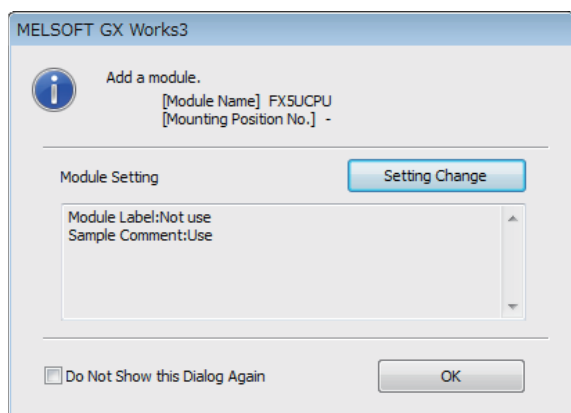 MELSOFT GX Works3
Add a module.
[Module Name] FX5UCPU
[Mounting Position No.] -
Module Setting
Setting Change
Module Label:Not use
Sample Comment:Use
Do Not Show this Dialog Again
OK